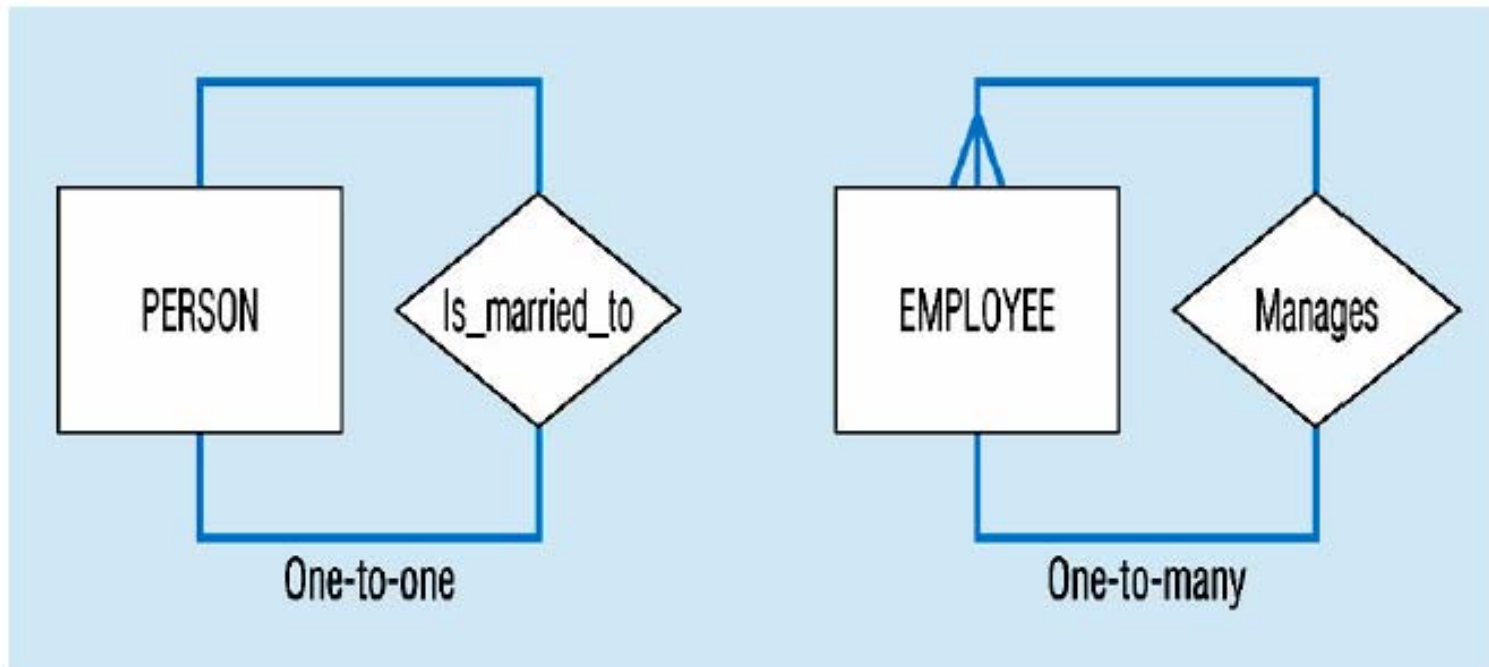 PERSON
Is_married_to
One-to-one
EMPLOYEE
Manages
One-to-many